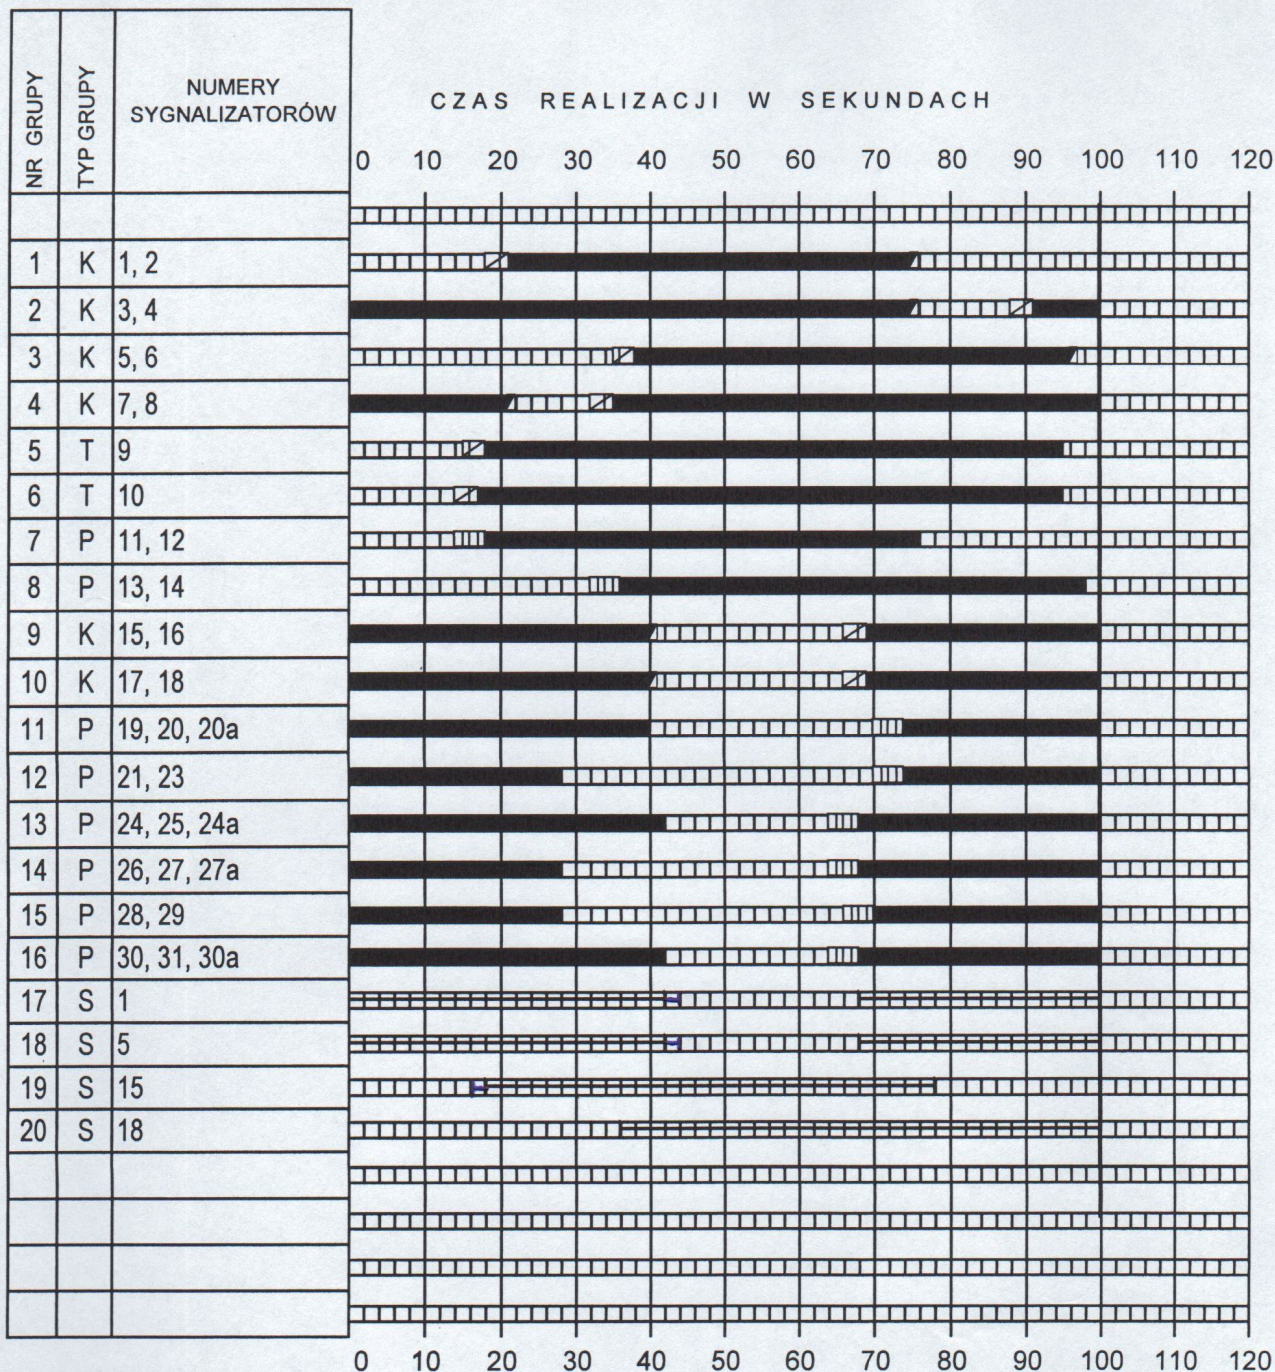 NR GRUPY
TYP GRUPY
NUMERY
SYGNALIZATORÓW
CZAS REALIZACJI W SEKUNDACH
0 10 20 30 40 50 60 70 80 90 100 110 120
1 K 1, 2
2 K 3, 4
3 K 5, 6
4 K 7, 8
5 T 9
6 T 10
7 P 11, 12
8 P 13, 14
9 K 15, 16
10 K 17, 18
11 P 19, 20, 20a
12 P 21, 23
13 P 24, 25, 24a
14 P 26, 27, 27a
15 P 28, 29
16 P 30, 31, 30a
17 S 1
18 S 5
19 S 15
20 S 18
0 10 20 30 40 50 60 70 80 90 100 110 120